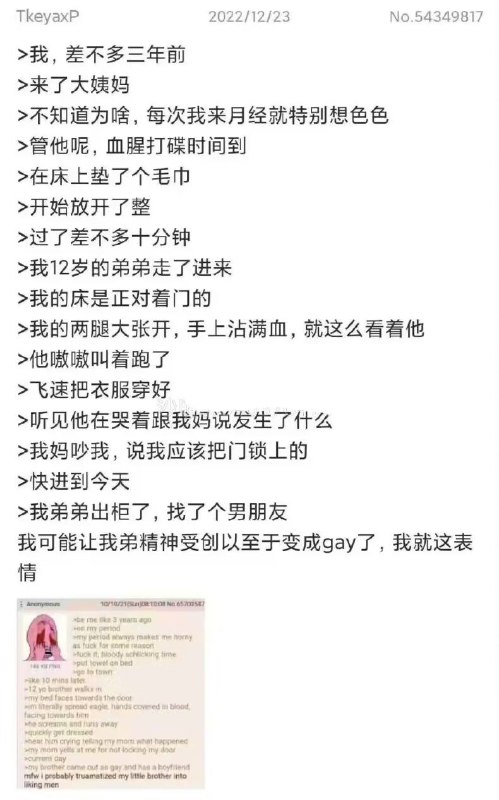 TkeyaxP 2022/12/23 No.54349817
>我，差不多三年前
>来了大姨妈
>不知道为啥，每次我来月经就特别想色色
>管他呢，血腥打碟时间到
>在床上垫了个毛巾
>开始放开了整
>过了差不多十分钟
>我12岁的弟弟走了进来
>我的床是正对着门的
>我的两腿大张开，手上沾满血，就这么看着他
>他嗷嗷叫着跑了
>飞速把衣服穿好
>听见他在哭着跟我妈说发生了什么
>我妈吵我，说我应该把门锁上的
>快进到今天
>我弟弟出柜了，找了个男朋友
我可能让我弟精神受创以至于变成gay了，我就这表
情
Anonymous 10/10/21(Sun)08:10:08 No.65709587
>be me like 3 years ago
>on my period
>my period always makes me horny
as fuck for some reason
>fuck it, bloody schlicking time
>put towel on bed
>go to town
>like 10 mins later
>12 yo brother walks in
>my bed faces towards the door
>im literally spread eagle, hands covered in blood,
facing towards him
>he screams and runs away
>quickly get dressed
>hear him crying telling my mom what happened
>my mom yells at me for not locking my door
>current day
>my brother came out as gay and has a boyfriend
mfw i probably truamatized my little brother into
liking men